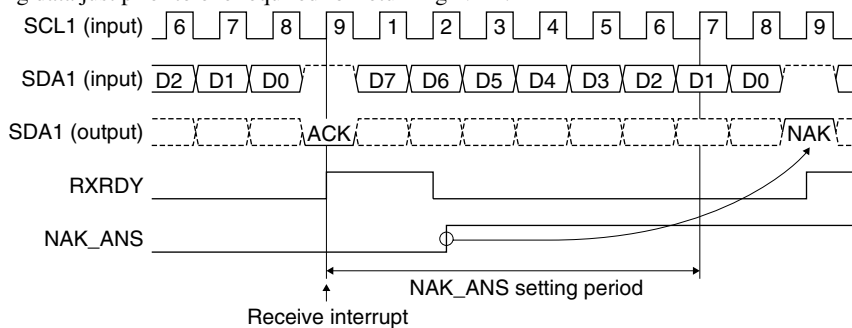 SCL1 (input) 6 7 8 9 1 2 3 4 5 6 7 8 9
SDA1 (input) D2 D1 D0 D7 D6 D5 D4 D3 D2 D1 D0
SDA1 (output) ACK NAK
RXRDY
NAK_ANS
NAK_ANS setting period
Receive interrupt